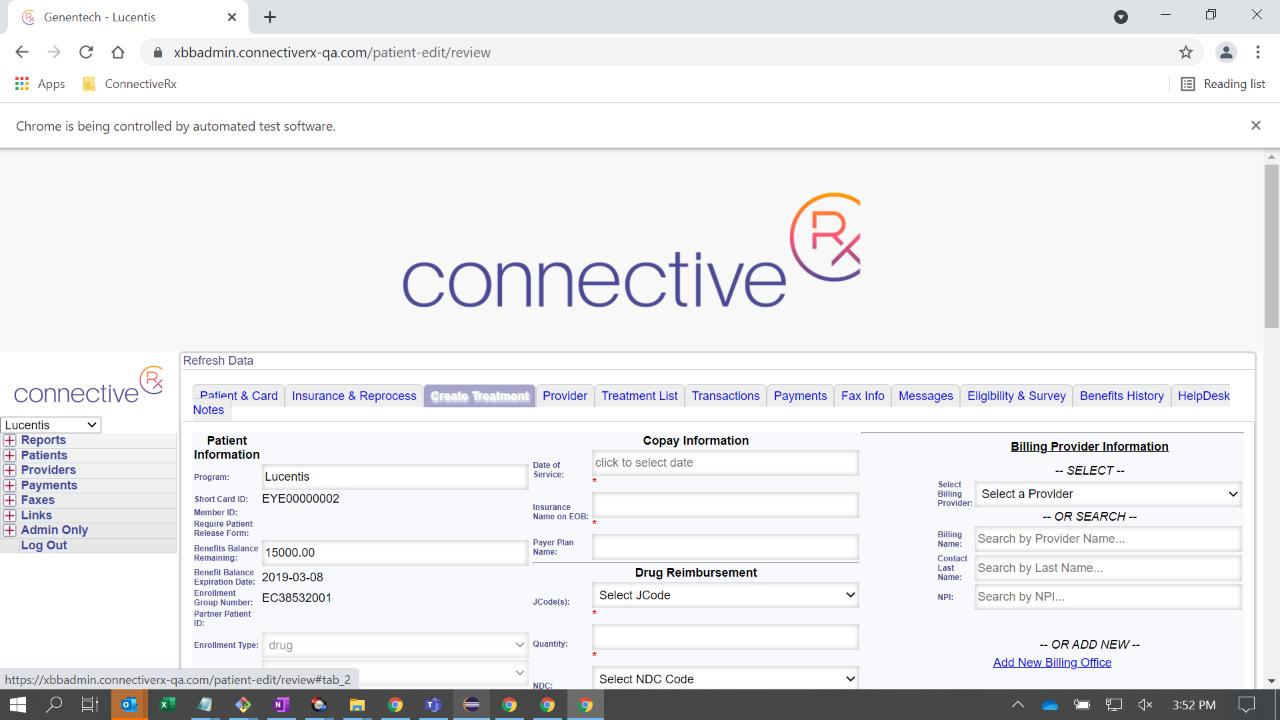 Genentech - Lucentis
xbbadmin.connectiverx-qa.com/patient-edit/review
Apps
ConnectiveRx
Reading list
Chrome is being controlled by automated test software.
connective Rx
connective Rx
Lucentis
Reports
Patients
Providers
Payments
Faxes
Links
Admin Only
Log Out
Refresh Data
Patient & Card
Insurance & Reprocess
Create Treatment
Provider
Treatment List
Transactions
Payments
Fax Info
Messages
Eligibility & Survey
Benefits History
HelpDesk
Notes
Patient
Information
Program:
Lucentis
Short Card ID:
EYE00000002
Member ID:
Require Patient
Release Form:
Benefits Balance
Remaining:
15000.00
Benefit Balance
Expiration Date:
2019-03-08
Enrollment
Group Number:
EC38532001
Partner Patient
ID:
Enrollment Type:
drug
Copay Information
Date of
Service:
click to select date
*
Insurance
Name on EOB:
*
Payer Plan
Name:
Drug Reimbursement
JCode(s):
Select JCode
*
Quantity:
*
NDC:
Select NDC Code
Billing Provider Information
-- SELECT --
Select
Billing
Provider:
Select a Provider
-- OR SEARCH --
Billing
Name:
Search by Provider Name...
Contact
Last
Name:
Search by Last Name...
NPI:
Search by NPI...
-- OR ADD NEW --
Add New Billing Office
https://xbbadmin.connectiverx-qa.com/patient-edit/review#tab_2
3:52 PM